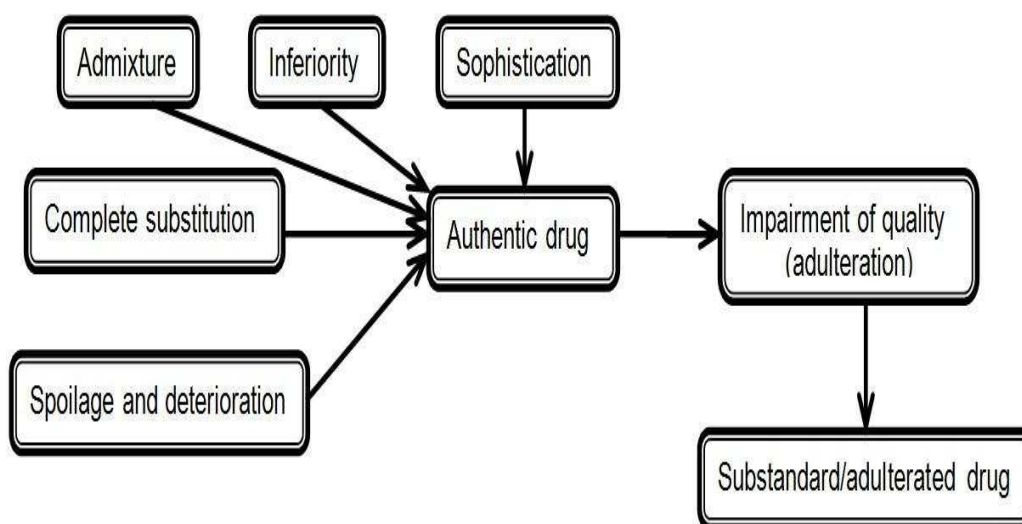 Admixture
Inferiority
Sophistication
Complete substitution
Authentic drug
Impairment of quality
(adulteration)
Spoilage and deterioration
Substandard/adulterated drug